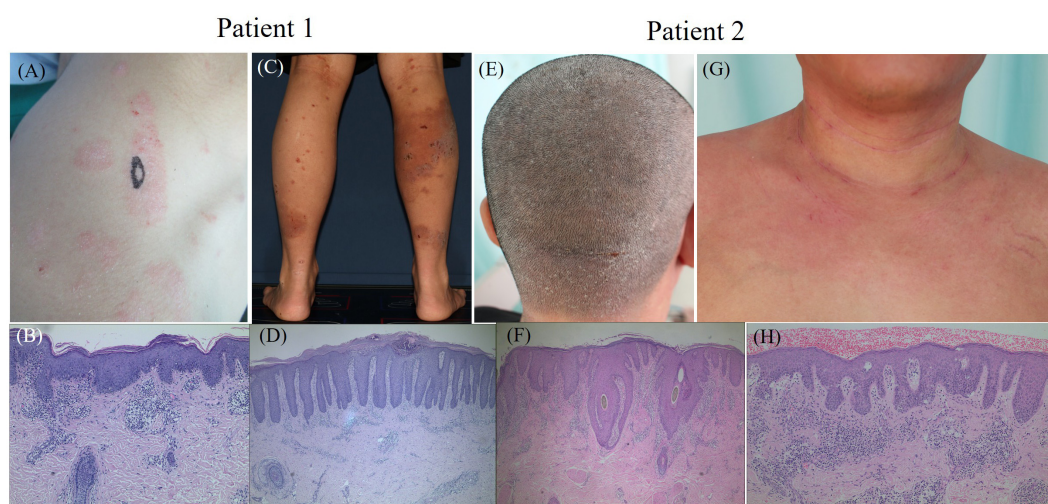 Patient 1
Patient 2
(A)
(C)
(E)
(G)
(B)
(D)
(F)
(H)